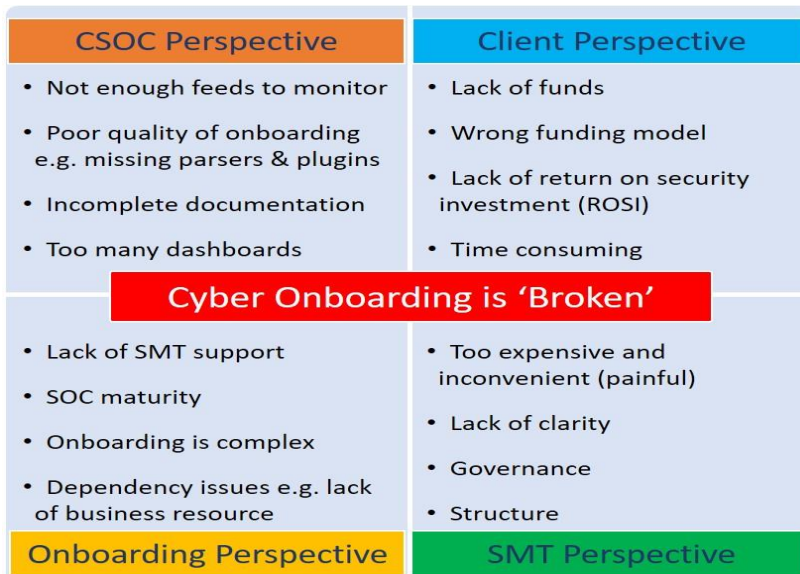 CSOC Perspective
• Not enough feeds to monitor
• Poor quality of onboarding
e.g. missing parsers & plugins
• Incomplete documentation
• Too many dashboards
Client Perspective
• Lack of funds
• Wrong funding model
• Lack of return on security
investment (ROSI)
• Time consuming
Cyber Onboarding is ‘Broken’
• Lack of SMT support
• SOC maturity
• Onboarding is complex
• Dependency issues e.g. lack
of business resource
Onboarding Perspective
• Too expensive and
inconvenient (painful)
• Lack of clarity
• Governance
• Structure
SMT Perspective